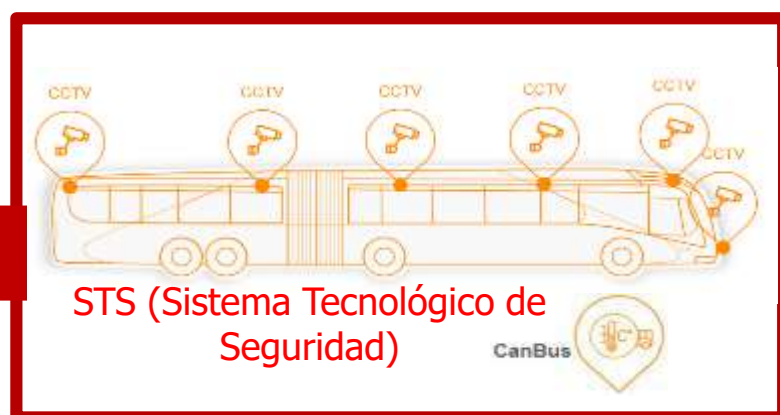 CCTV
CCTV
CCTV
CCTV
CCTV
CCTV
STS (Sistema Tecnológico de
Seguridad)
CanBus